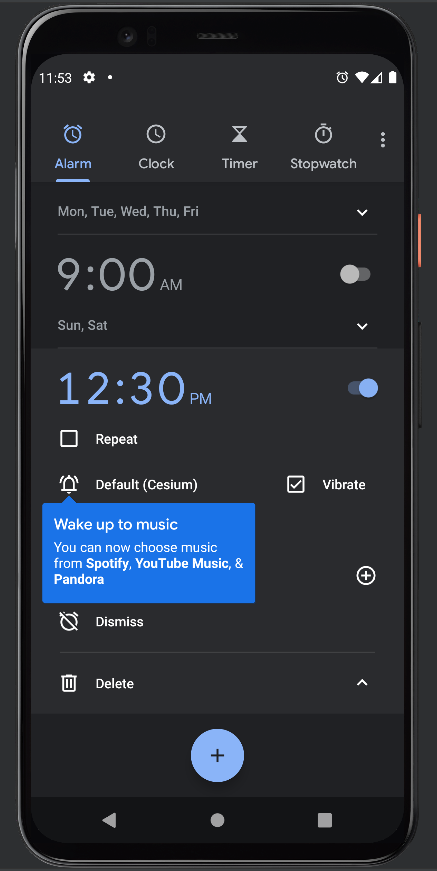 11:53
Alarm
Clock
Timer
Stopwatch
Mon, Tue, Wed, Thu, Fri
9:00 AM
Sun, Sat
12:30 PM
Repeat
Default (Cesium)
Vibrate
Wake up to music
You can now choose music
from Spotify, YouTube Music, &
Pandora
Dismiss
Delete